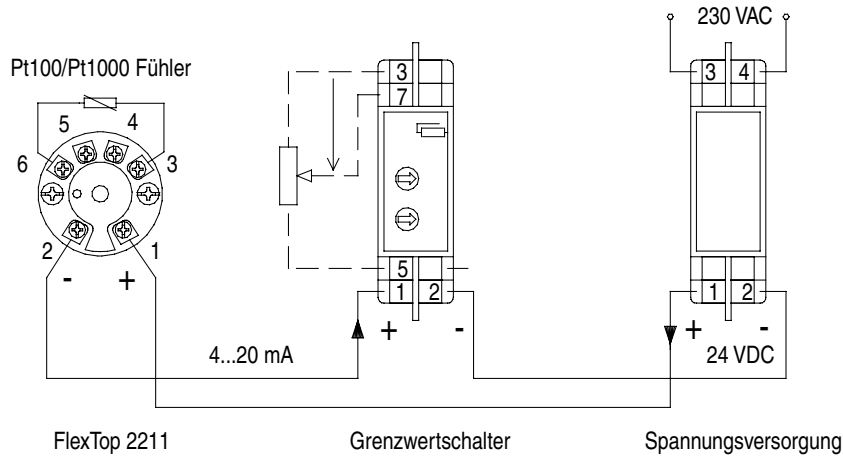 230 VAC
Pt100/Pt1000 Fühler
3
7
3 4
5 4
6 3
2 1
- +
5
1 2
+ -
1 2
+ -
4...20 mA
24 VDC
FlexTop 2211
Grenzwertschalter
Spannungsversorgung